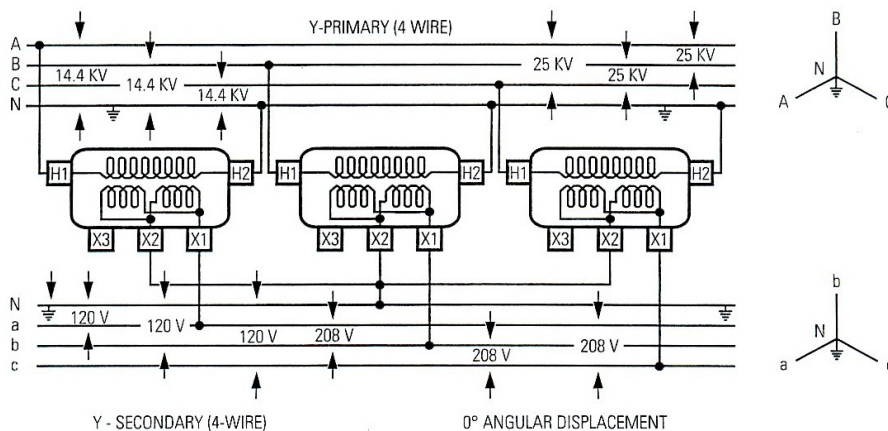 Y-PRIMARY (4 WIRE)
A
B
C
N
14.4 KV
14.4 KV
14.4 KV
25 KV
25 KV
25 KV
B
N
A
C
H1
H2
H1
H2
H1
H2
X3
X2
X1
X3
X2
X1
X3
X2
X1
N
a
b
c
120 V
120 V
120 V
208 V
208 V
208 V
b
N
a
Y - SECONDARY (4-WIRE)
0° ANGULAR DISPLACEMENT